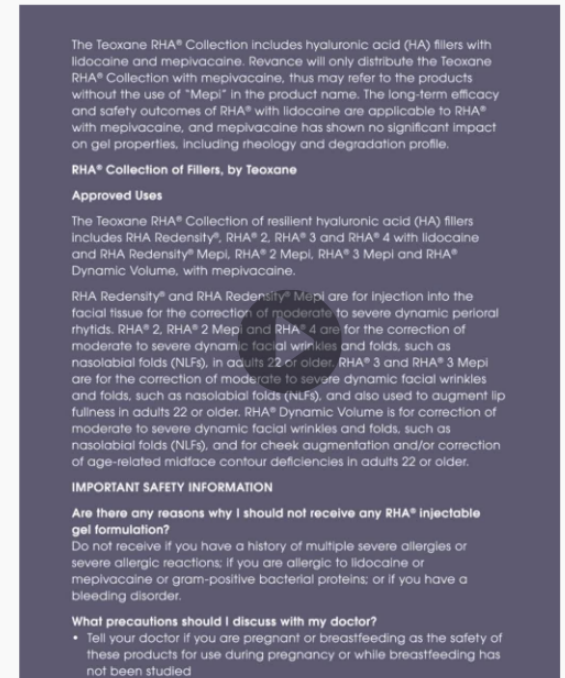 The Teoxane RHA® Collection includes hyaluronic acid (HA) fillers with
lidocaine and mepivacaine. Revance will only distribute the Teoxane
RHA® Collection with mepivacaine, thus may refer to the products
without the use of “Mepi” in the product name. The long-term efficacy
and safety outcomes of RHA® with lidocaine are applicable to RHA®
with mepivacaine, and mepivacaine has shown no significant impact
on gel properties, including rheology and degradation profile.
RHA® Collection of Fillers, by Teoxane
Approved Uses
The Teoxane RHA® Collection of resilient hyaluronic acid (HA) fillers
includes RHA Redensity®, RHA® 2, RHA® 3 and RHA® 4 with lidocaine
and RHA Redensity® Mepi, RHA® 2 Mepi, RHA® 3 Mepi and RHA®
Dynamic Volume, with mepivacaine.
RHA Redensity® and RHA Redensity® Mepi are for injection into the
facial tissue for the correction of moderate to severe dynamic perioral
rhytids. RHA® 2, RHA® 2 Mepi and RHA® 4 are for the correction of
moderate to severe dynamic facial wrinkles and folds, such as
nasolabial folds (NLFs), in adults 22 or older. RHA® 3 and RHA® 3 Mepi
are for the correction of moderate to severe dynamic facial wrinkles
and folds, such as nasolabial folds (NLFs), and also used to augment lip
fullness in adults 22 or older. RHA® Dynamic Volume is for correction of
moderate to severe dynamic facial wrinkles and folds, such as
nasolabial folds (NLFs), and for cheek augmentation and/or correction
of age-related midface contour deficiencies in adults 22 or older.
IMPORTANT SAFETY INFORMATION
Are there any reasons why I should not receive any RHA® injectable
gel formulation?
Do not receive if you have a history of multiple severe allergies or
severe allergic reactions; if you are allergic to lidocaine or
mepivacaine or gram-positive bacterial proteins; or if you have a
bleeding disorder.
What precautions should I discuss with my doctor?
• Tell your doctor if you are pregnant or breastfeeding as the safety of
these products for use during pregnancy or while breastfeeding has
not been studied